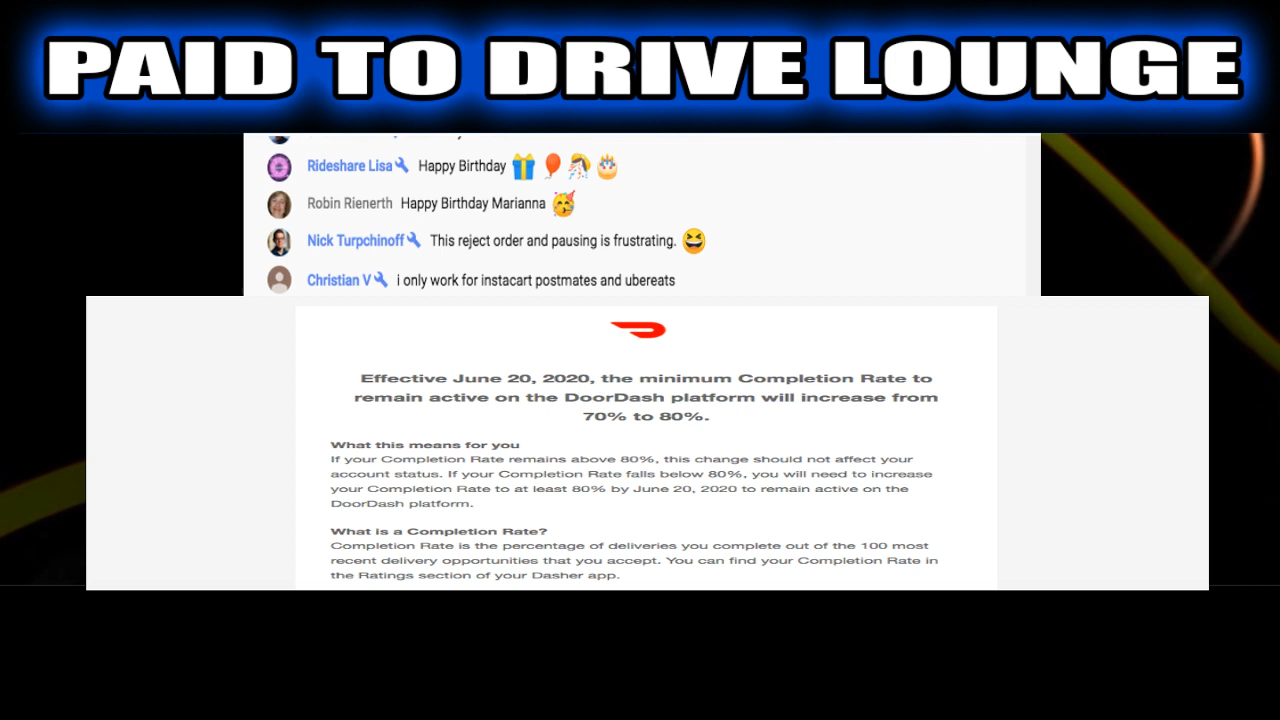 PAID TO DRIVE LOUNGE
Rideshare Lisa Happy Birthday 🎁 🎈 🎊 🎂
Robin Rienerth Happy Birthday Marianna 🥳
Nick Turpchinoff This reject order and pausing is frustrating. 😆
Christian V i only work for instacart postmates and ubereats
Effective June 20, 2020, the minimum Completion Rate to
remain active on the DoorDash platform will increase from
70% to 80%.
What this means for you
If your Completion Rate remains above 80%, this change should not affect your
account status. If your Completion Rate falls below 80%, you will need to increase
your Completion Rate to at least 80% by June 20, 2020 to remain active on the
DoorDash platform.
What is a Completion Rate?
Completion Rate is the percentage of deliveries you complete out of the 100 most
recent delivery opportunities that you accept. You can find your Completion Rate in
the Ratings section of your Dasher app.